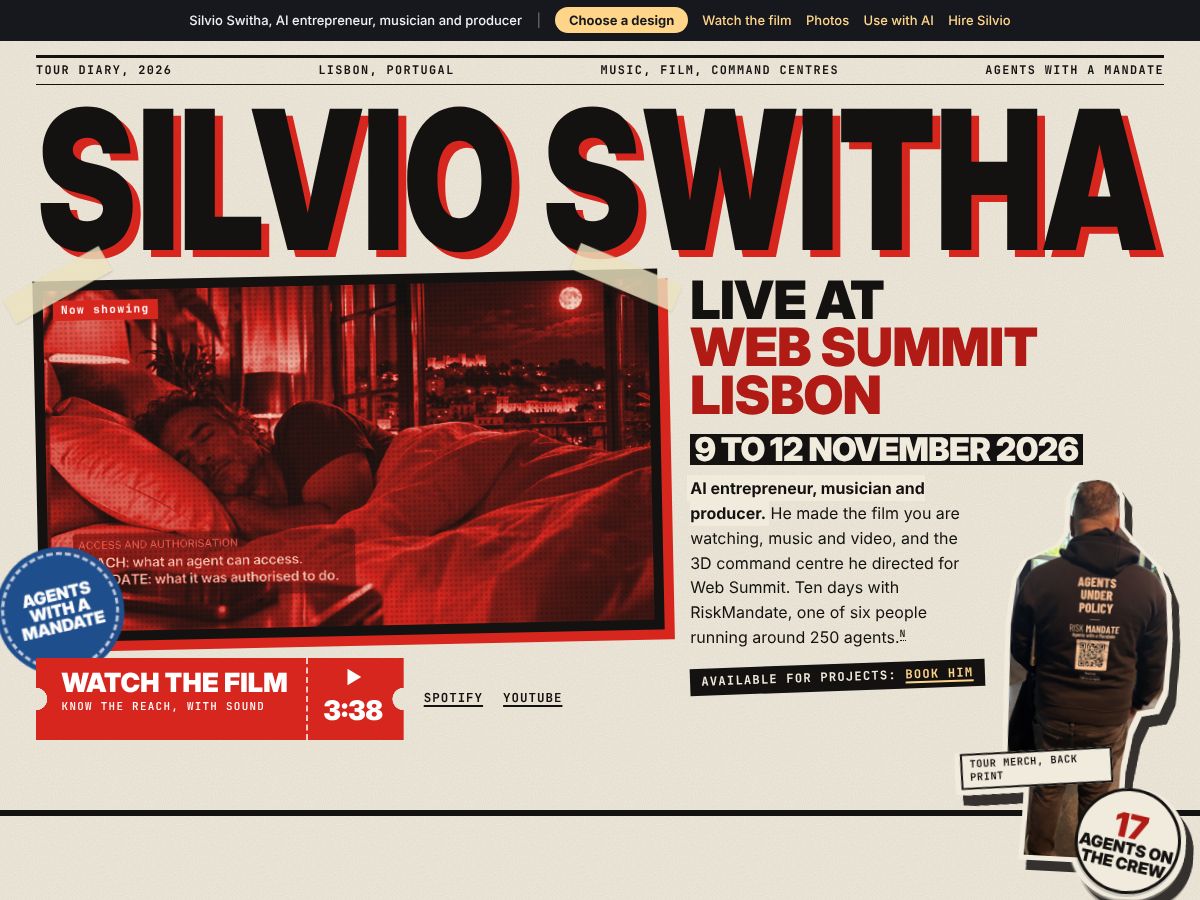 Silvio Switha, AI entrepreneur, musician and producer
Choose a design
Watch the film
Photos
Use with AI
Hire Silvio
TOUR DIARY, 2026
LISBON, PORTUGAL
MUSIC, FILM, COMMAND CENTRES
AGENTS WITH A MANDATE
SILVIO SWITHA
Now showing
ACCESS AND AUTHORISATION
ACH: what an agent can access.
DATE: what it was authorised to do.
AGENTS
WITH A
MANDATE
WATCH THE FILM
KNOW THE REACH, WITH SOUND
3:38
SPOTIFY
YOUTUBE
LIVE AT
WEB SUMMIT
LISBON
9 TO 12 NOVEMBER 2026
AI entrepreneur, musician and
producer. He made the film you are
watching, music and video, and the
3D command centre he directed for
Web Summit. Ten days with
RiskMandate, one of six people
running around 250 agents.N
AVAILABLE FOR PROJECTS: BOOK HIM
AGENTS
UNDER
POLICY
RISK MANDATE
Agents with a Mandate
TOUR MERCH, BACK
PRINT
17
AGENTS ON
THE CREW